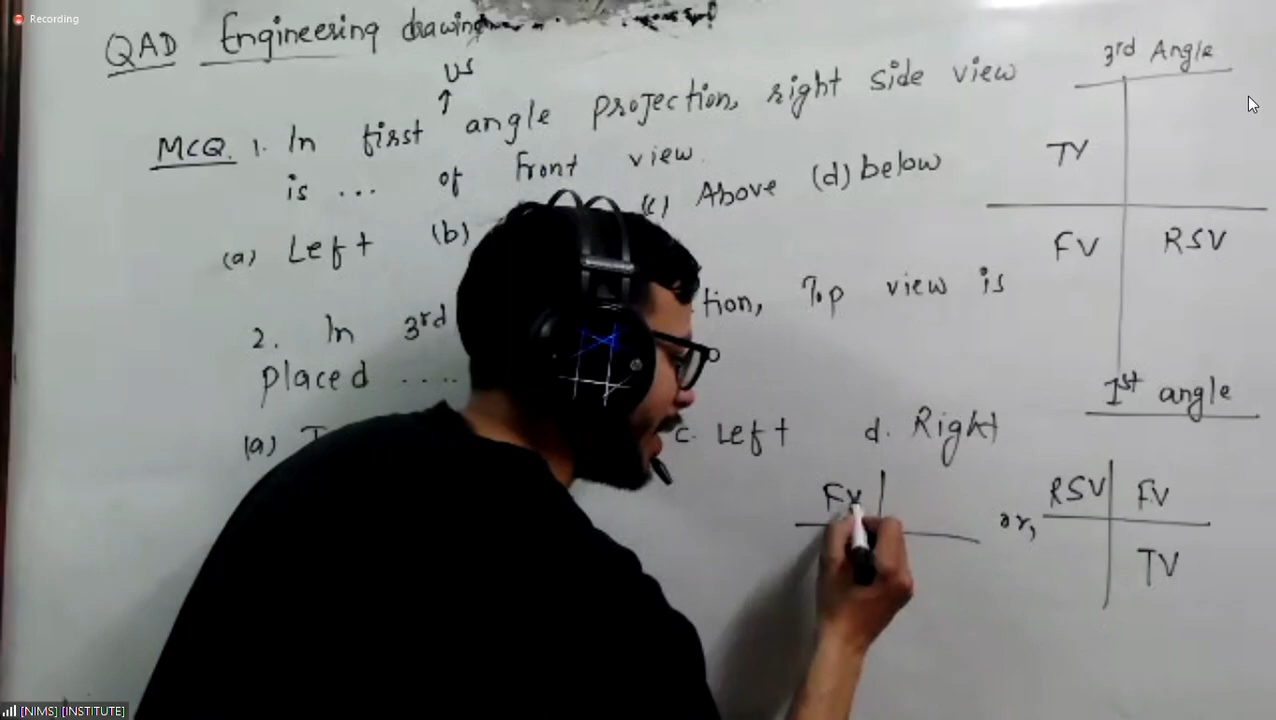 Recording
QAD Engineering drawing
US
↑
MCQ. 1. In first angle projection, right side view
is ... of Front view.
(a) Left (b) (c) Above (d) below
2. In 3rd tion, Top view is
placed ....
(a) c. Left d. Right
3rd Angle
TV
FV RSV
1st angle
FV or, RSV FV
TV
[NIMS] [INSTITUTE]